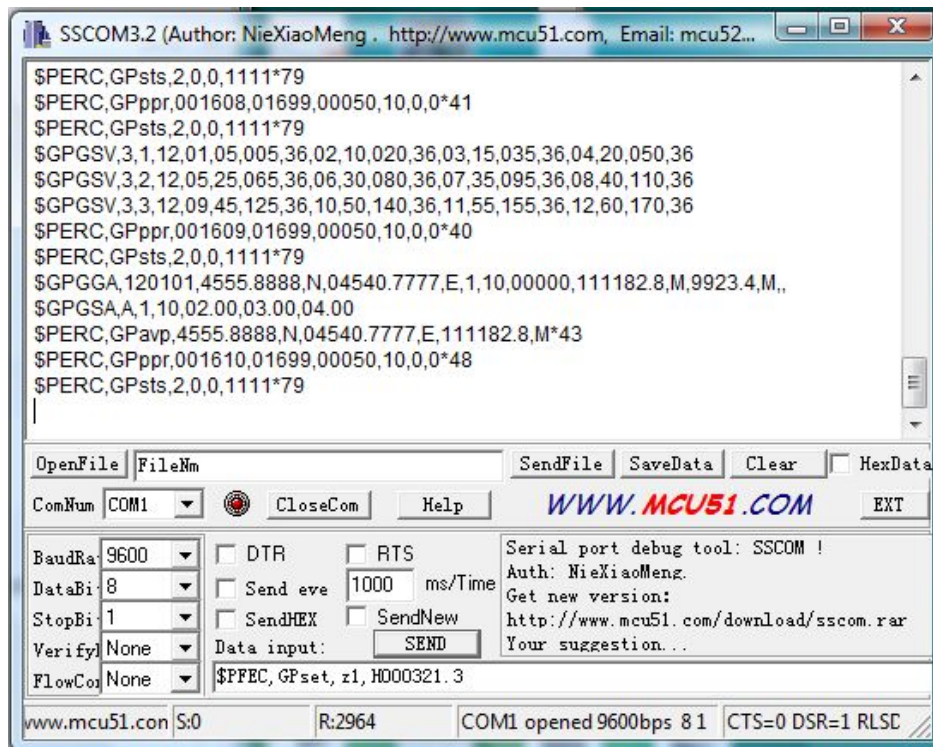 SSCOM3.2 (Author: NieXiaoMeng . http://www.mcu51.com, Email: mcu52...
$PERC,GPsts,2,0,0,1111*79
$PERC,GPppr,001608,01699,00050,10,0,0*41
$PERC,GPsts,2,0,0,1111*79
$GPGSV,3,1,12,01,05,005,36,02,10,020,36,03,15,035,36,04,20,050,36
$GPGSV,3,2,12,05,25,065,36,06,30,080,36,07,35,095,36,08,40,110,36
$GPGSV,3,3,12,09,45,125,36,10,50,140,36,11,55,155,36,12,60,170,36
$PERC,GPppr,001609,01699,00050,10,0,0*40
$PERC,GPsts,2,0,0,1111*79
$GPGGA,120101,4555.8888,N,04540.7777,E,1,10,00000,111182.8,M,9923.4,M,,
$GPGSA,A,1,10,02.00,03.00,04.00
$PERC,GPavp,4555.8888,N,04540.7777,E,111182.8,M*43
$PERC,GPppr,001610,01699,00050,10,0,0*48
$PERC,GPsts,2,0,0,1111*79
OpenFile FileNm SendFile SaveData Clear HexData
ComNum COM1 CloseCom Help WWW.MCU51.COM EXT
BaudRa 9600 DTR RTS
DataBi 8 Send eve 1000 ms/Time
StopBi 1 SendHEX SendNew
VerifyI None Data input: SEND
FlowCo None $PFEC,GPset,z1,H000321.3
Serial port debug tool: SSCOM !
Auth: NieXiaoMeng.
Get new version:
http://www.mcu51.com/download/sscom.rar
Your suggestion...
www.mcu51.con S:0 R:2964 COM1 opened 9600bps 8 1 CTS=0 DSR=1 RLSD